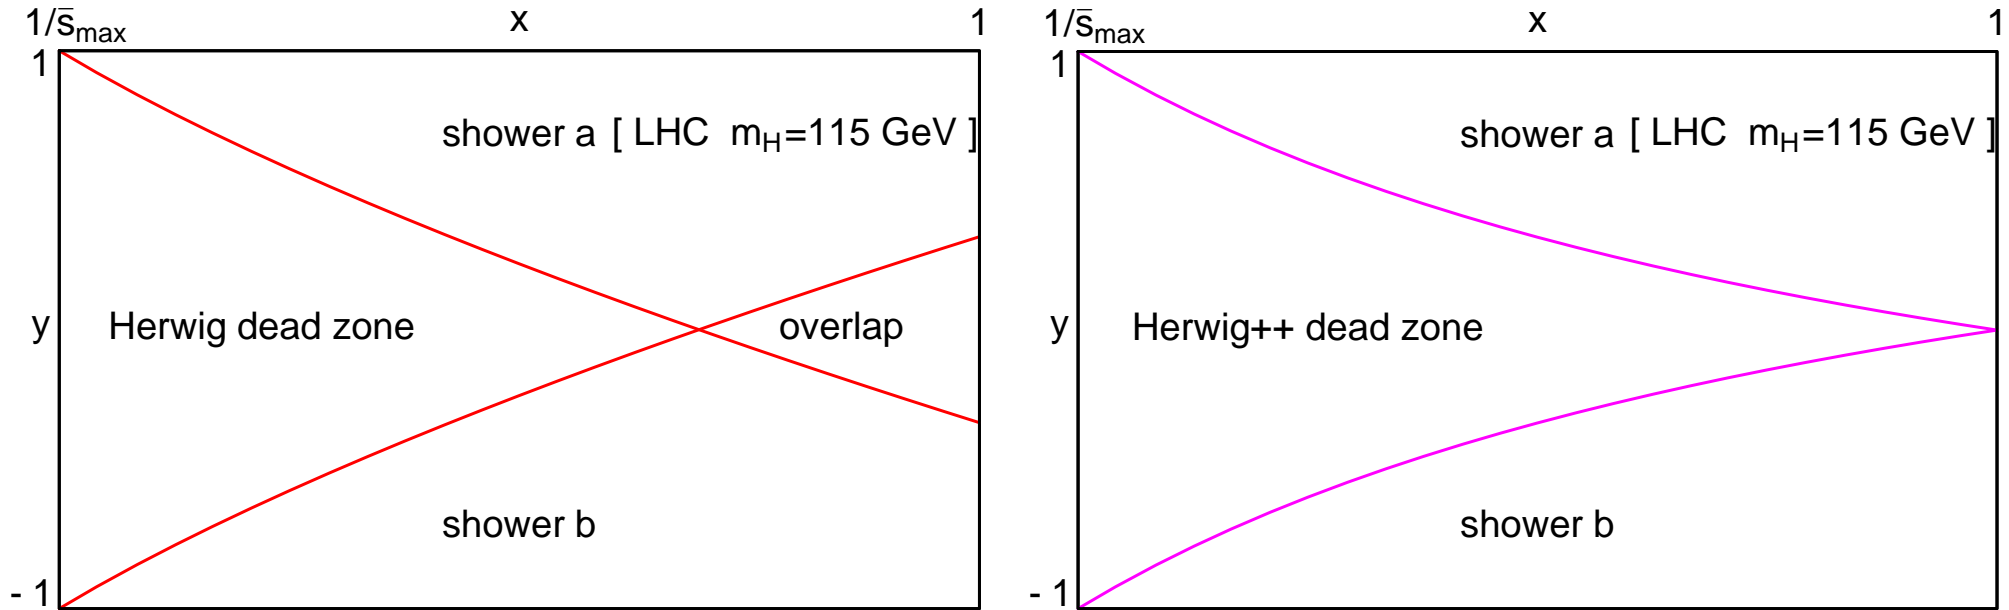 1/s̄max x 1
1
shower a [ LHC mH=115 GeV ]
y Herwig dead zone overlap
shower b
- 1
1/s̄max x 1
1
shower a [ LHC mH=115 GeV ]
y Herwig++ dead zone
shower b
- 1